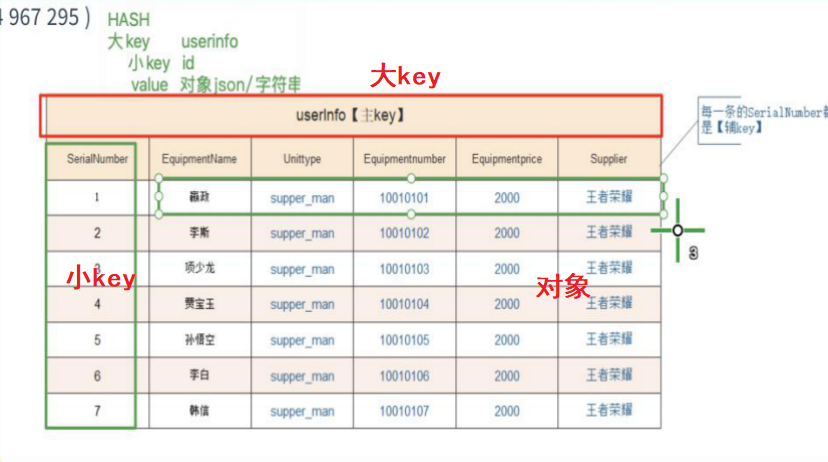 4 967 295 )
HASH
大key userinfo
小key id
value 对象json/字符串
大key
userInfo【主key】
每一条的SerialNumber都
是【辅key】
SerialNumber EquipmentName Unittype Equipmentnumber Equipmentprice Supplier
1 嬴政 supper_man 10010101 2000 王者荣耀
2 李斯 supper_man 10010102 2000 王者荣耀
3 项少龙 supper_man 10010103 2000 王者荣耀
小key 对象
4 贾宝玉 supper_man 10010104 2000 王者荣耀
5 孙悟空 supper_man 10010105 2000 王者荣耀
6 李白 supper_man 10010106 2000 王者荣耀
7 韩信 supper_man 10010107 2000 王者荣耀
3